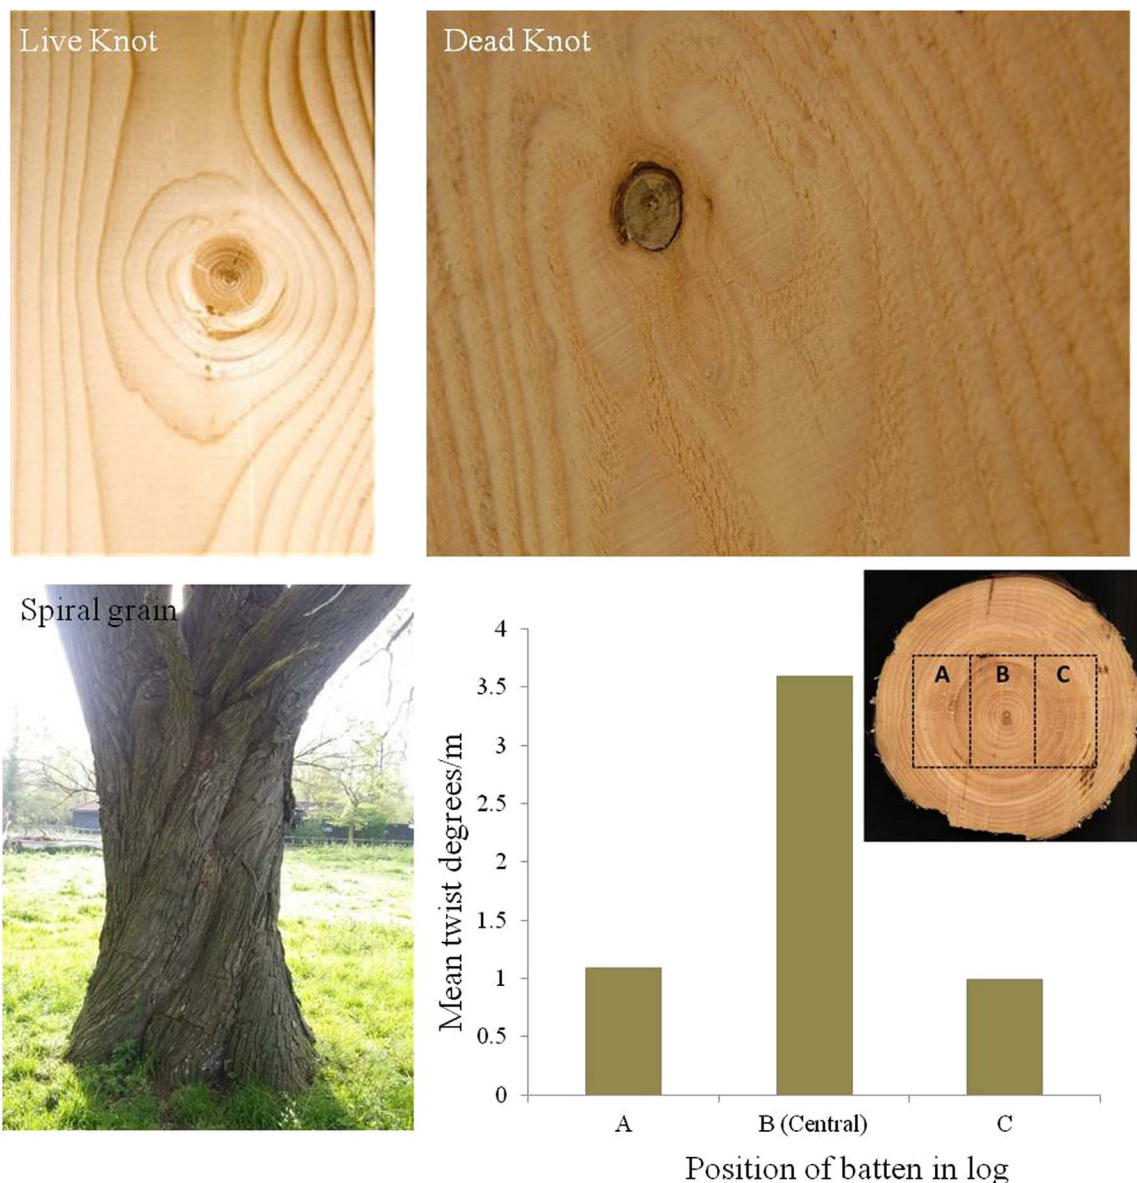 Live Knot
Dead Knot
Spiral grain
Mean twist degrees/m
4
3.5
3
2.5
2
1.5
1
0.5
0
A B C
A
B (Central)
C
Position of batten in log